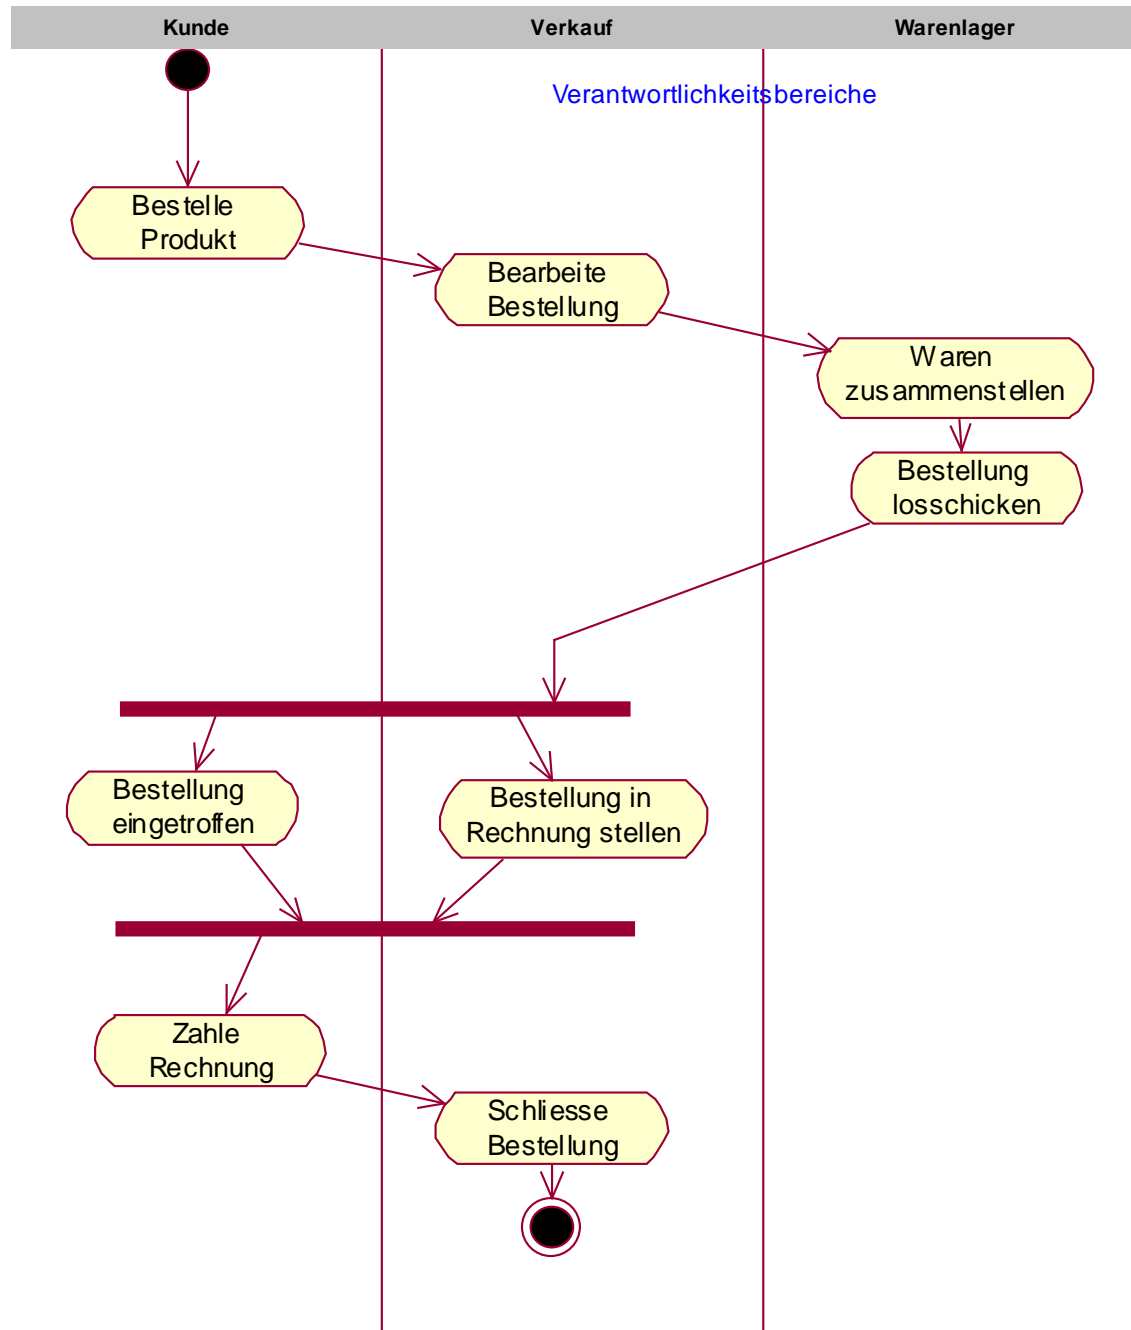 Kunde
Verkauf
Warenlager
Verantwortlichkeitsbereiche
Bestelle
Produkt
Bearbeite
Bestellung
Waren
zusammenstellen
Bestellung
losschicken
Bestellung
eingetroffen
Bestellung in
Rechnung stellen
Zahle
Rechnung
Schliesse
Bestellung